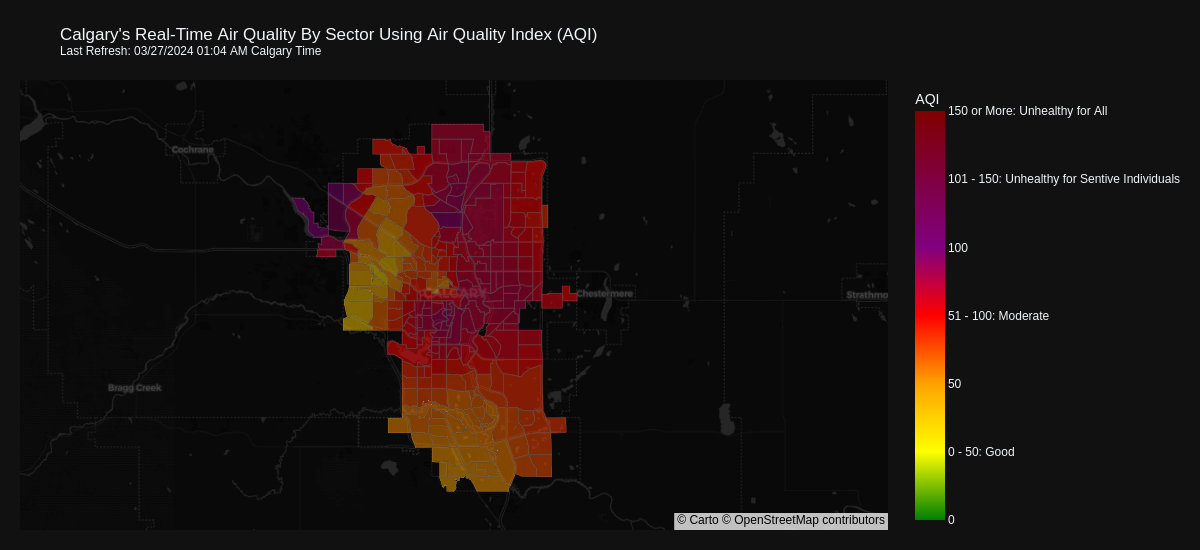 Calgary's Real-Time Air Quality By Sector Using Air Quality Index (AQI)
Last Refresh: 03/27/2024 01:04 AM Calgary Time
AQI
150 or More: Unhealthy for All
Cochrane
101 - 150: Unhealthy for Sentive Individuals
100
CALGARY
Chestermere
Strathmo
51 - 100: Moderate
50
Bragg Creek
0 - 50: Good
0
© Carto © OpenStreetMap contributors